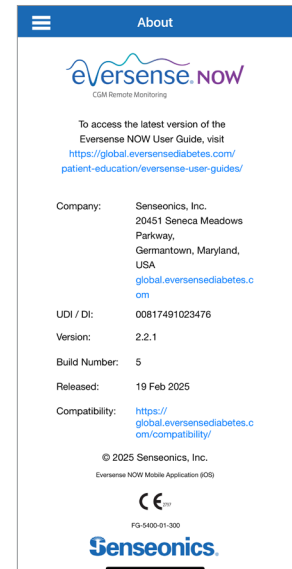 About
eversense. NOW
CGM Remote Monitoring
To access the latest version of the
Eversense NOW User Guide, visit
https://global.eversensediabetes.com/
patient-education/eversense-user-guides/
Company: Senseonics, Inc.
20451 Seneca Meadows
Parkway,
Germantown, Maryland,
USA
global.eversensediabetes.c
om
UDI / DI: 00817491023476
Version: 2.2.1
Build Number: 5
Released: 19 Feb 2025
Compatibility: https://
global.eversensediabetes.c
om/compatibility/
© 2025 Senseonics, Inc.
Eversense NOW Mobile Application (iOS)
CE
FG-5400-01-300
Senseonics.